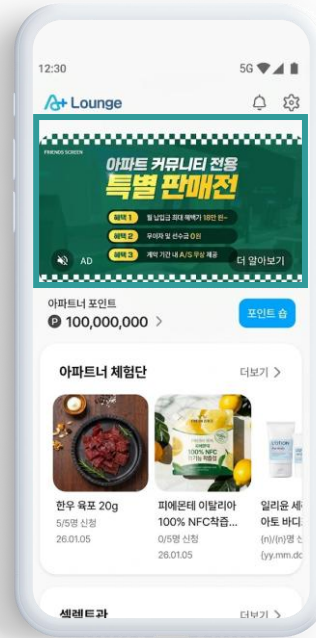 12:30
5G
A+ Lounge
FRIENDS SCREEN
아파트 커뮤니티 전용
특별 판매전
혜택 1 월 납입금 최대 혜택가 18만 원~
혜택 2 무이자 및 선수금 0원
혜택 3 계약 기간 내 A/S 무상 제공
AD
더 알아보기
아파트너 포인트
P 100,000,000 >
포인트 숍
아파트너 체험단
더보기 >
한우 육포 20g
5/5명 신청
26.01.05
100% NFC
피에몬테 이탈리아
100% NFC착즙...
0/5명 신청
26.01.05
LOTION
일리윤 세
아토 바디
{n}/{n}명 신
{yy.mm.dd
셀렉트관
더보기 >